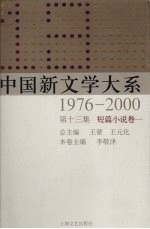 中国新文学大系
1976-2000
第十三集 短篇小说卷一
总主编 王蒙 王元化
本卷主编 李敬泽
上海文艺出版社